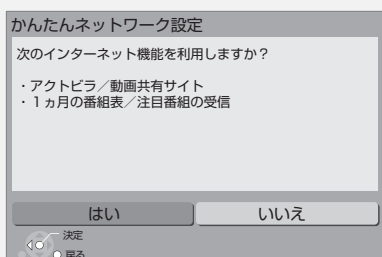 かんたんネットワーク設定
次のインターネット機能を利用しますか？
・アクトビラ／動画共有サイト
・１ヵ月の番組表／注目番組の受信
はい
いいえ
決定
戻る